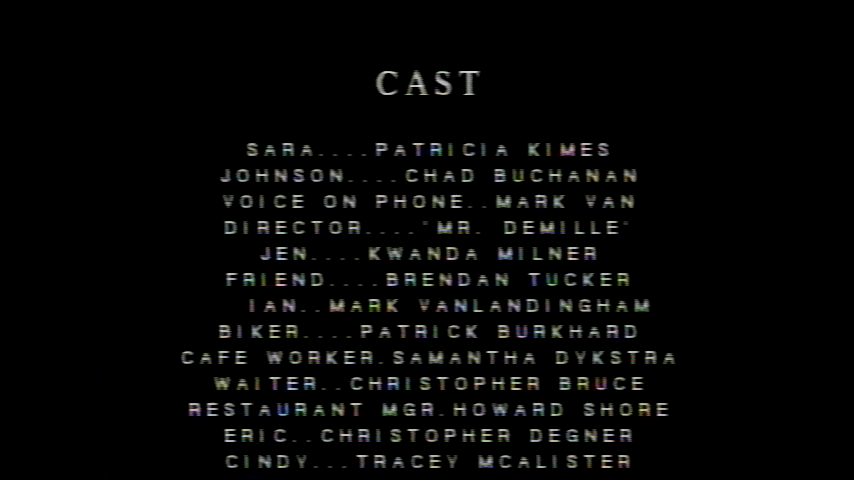 CAST
SARA....PATRICIA KIMES
JOHNSON....CHAD BUCHANAN
VOICE ON PHONE..MARK VAN
DIRECTOR...."MR. DEMILLE"
JEN....KWANDA MILNER
FRIEND....BRENDAN TUCKER
IAN..MARK VANLANDINGHAM
BIKER....PATRICK BURKHARD
CAFE WORKER.SAMANTHA DYKSTRA
WAITER..CHRISTOPHER BRUCE
RESTAURANT MGR.HOWARD SHORE
ERIC..CHRISTOPHER DEGNER
CINDY...TRACEY MCALISTER